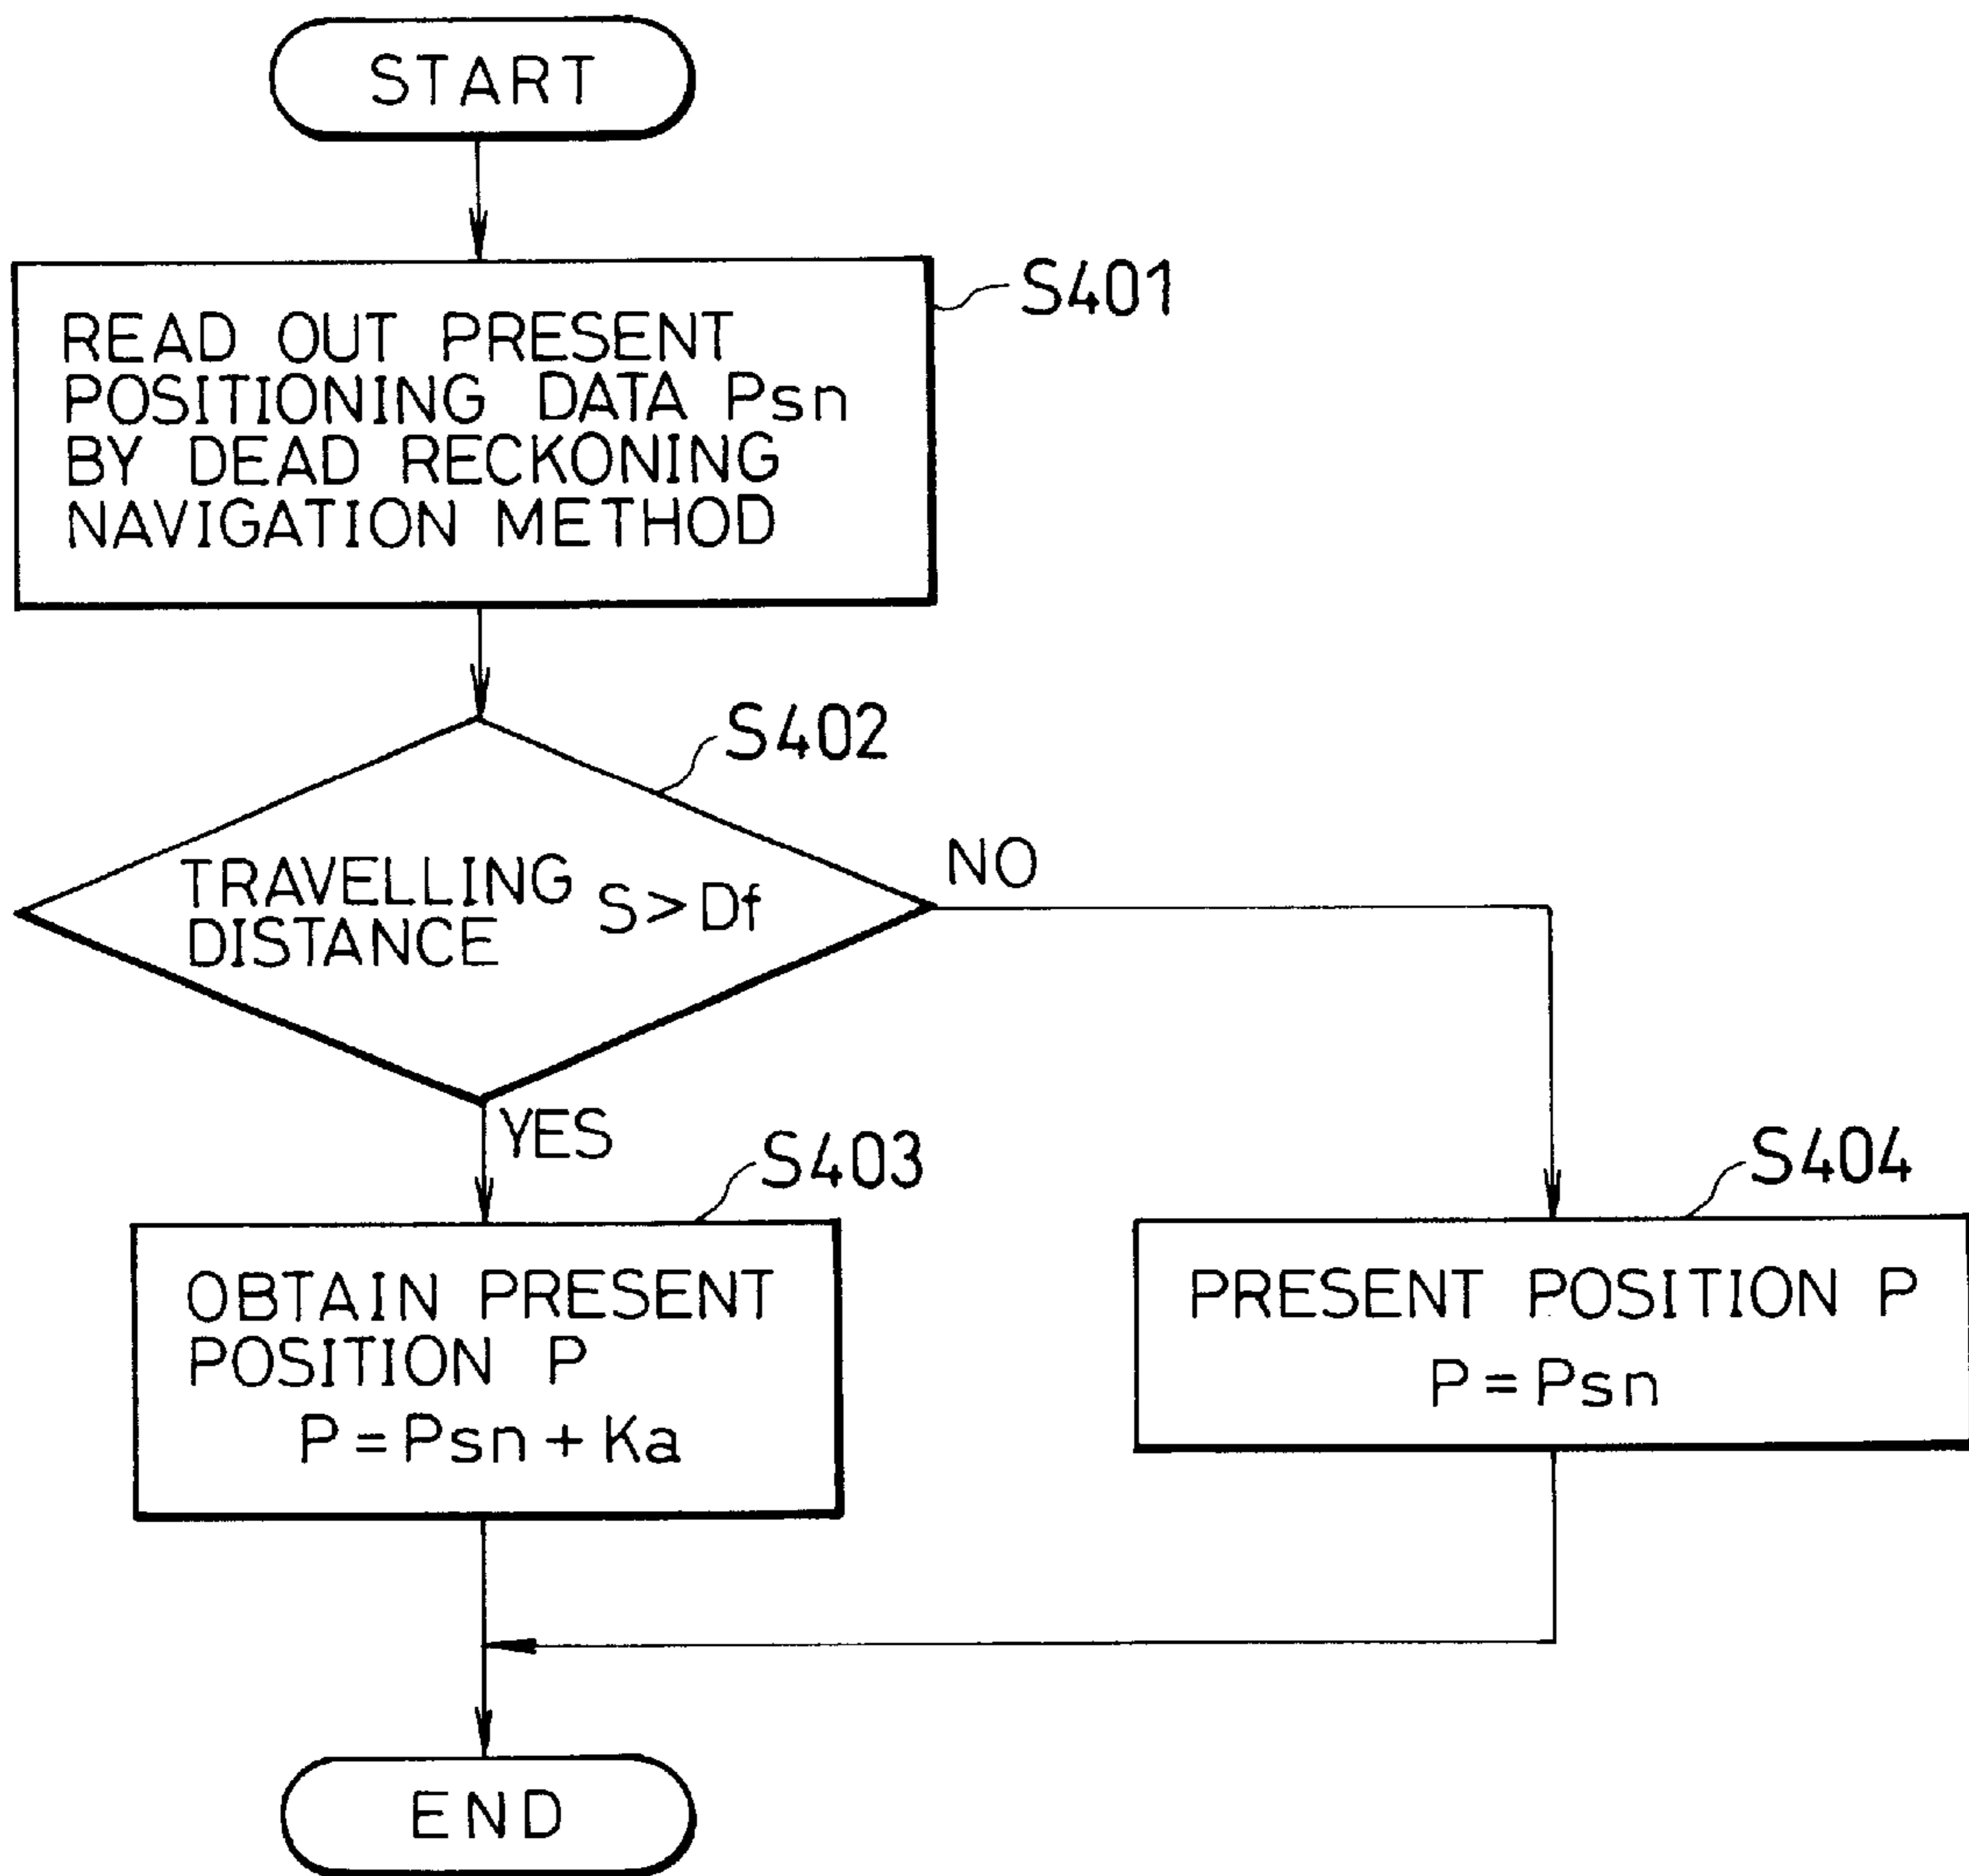 START
S401
READ OUT PRESENT
POSITIONING DATA Psn
BY DEAD RECKONING
NAVIGATION METHOD
S402
TRAVELLING
DISTANCE
S > Df
NO
YES
S403
OBTAIN PRESENT
POSITION P
P = Psn + Ka
S404
PRESENT POSITION P
P = Psn
END